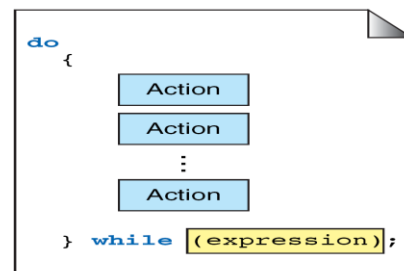 do
{
Action
Action
⋮
Action
} while (expression);